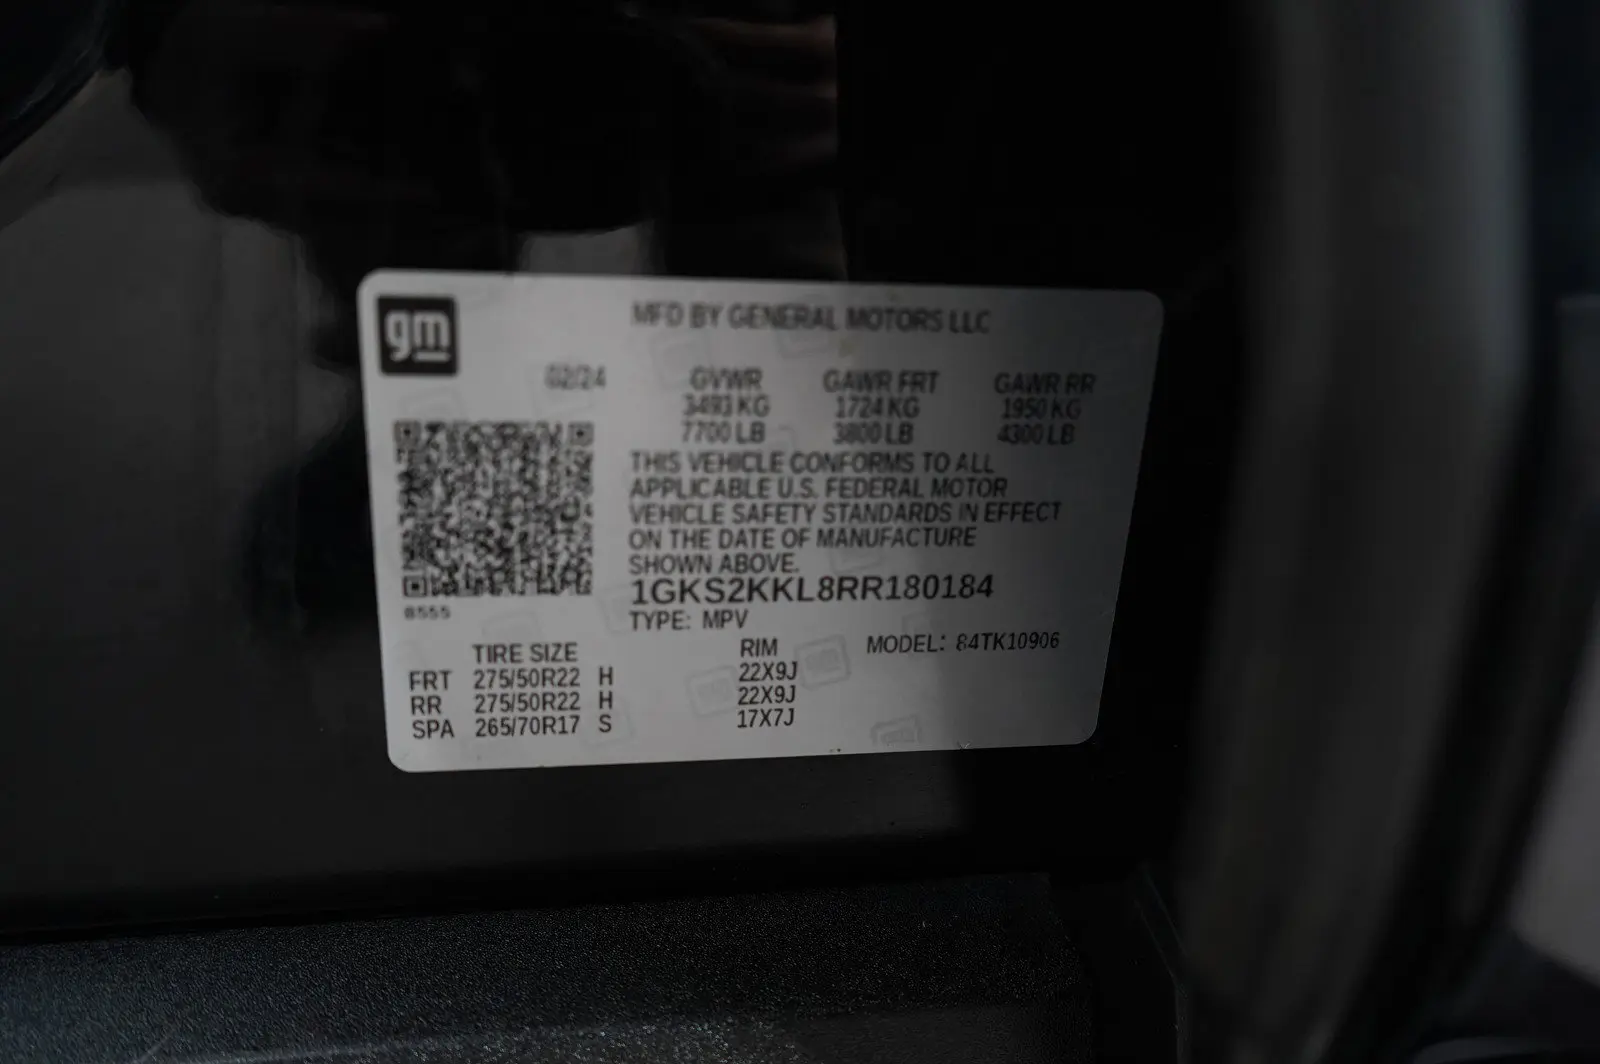 gm
MFD BY GENERAL MOTORS LLC
02/24 GVWR GAWR FRT GAWR RR
3493 KG 1724 KG 1950 KG
7700 LB 3800 LB 4300 LB
THIS VEHICLE CONFORMS TO ALL
APPLICABLE U.S. FEDERAL MOTOR
VEHICLE SAFETY STANDARDS IN EFFECT
ON THE DATE OF MANUFACTURE
SHOWN ABOVE.
1GKS2KKL8RR180184
8555
TYPE: MPV
TIRE SIZE RIM MODEL: 84TK10906
FRT 275/50R22 H 22X9J
RR 275/50R22 H 22X9J
SPA 265/70R17 S 17X7J